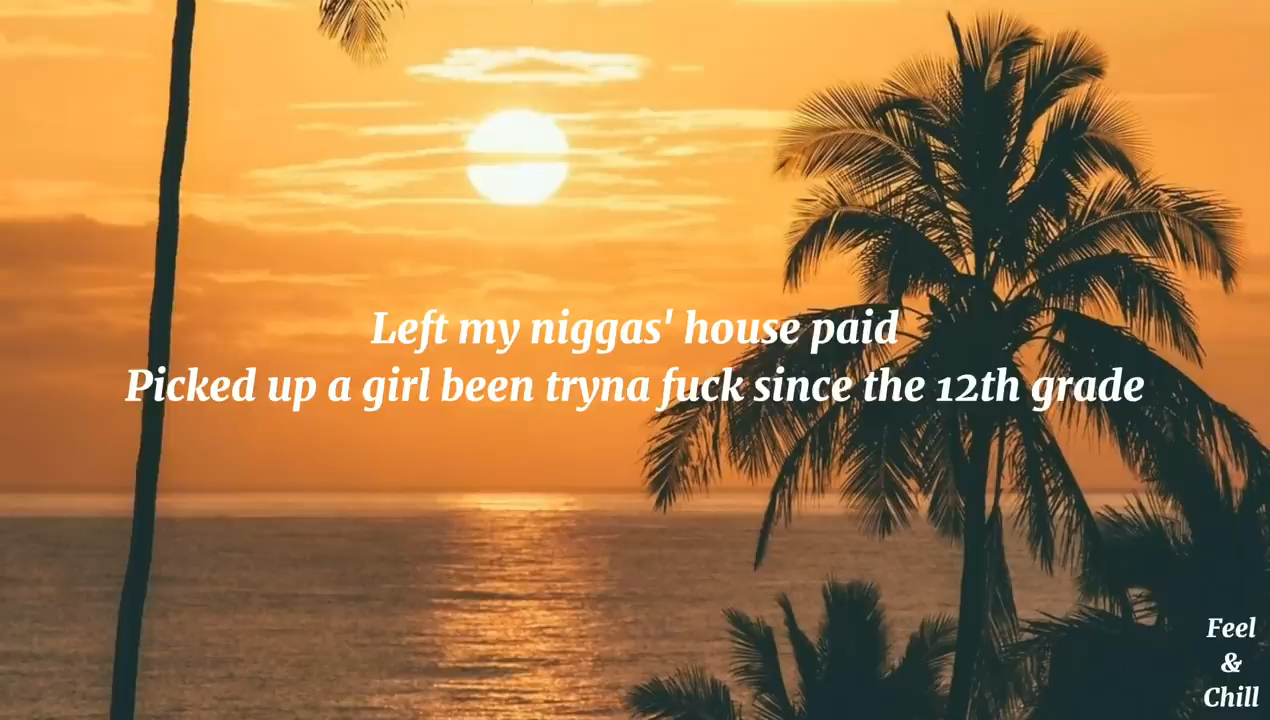 Left my niggas' house paid
Picked up a girl been tryna fuck since the 12th grade
Feel
&
Chill